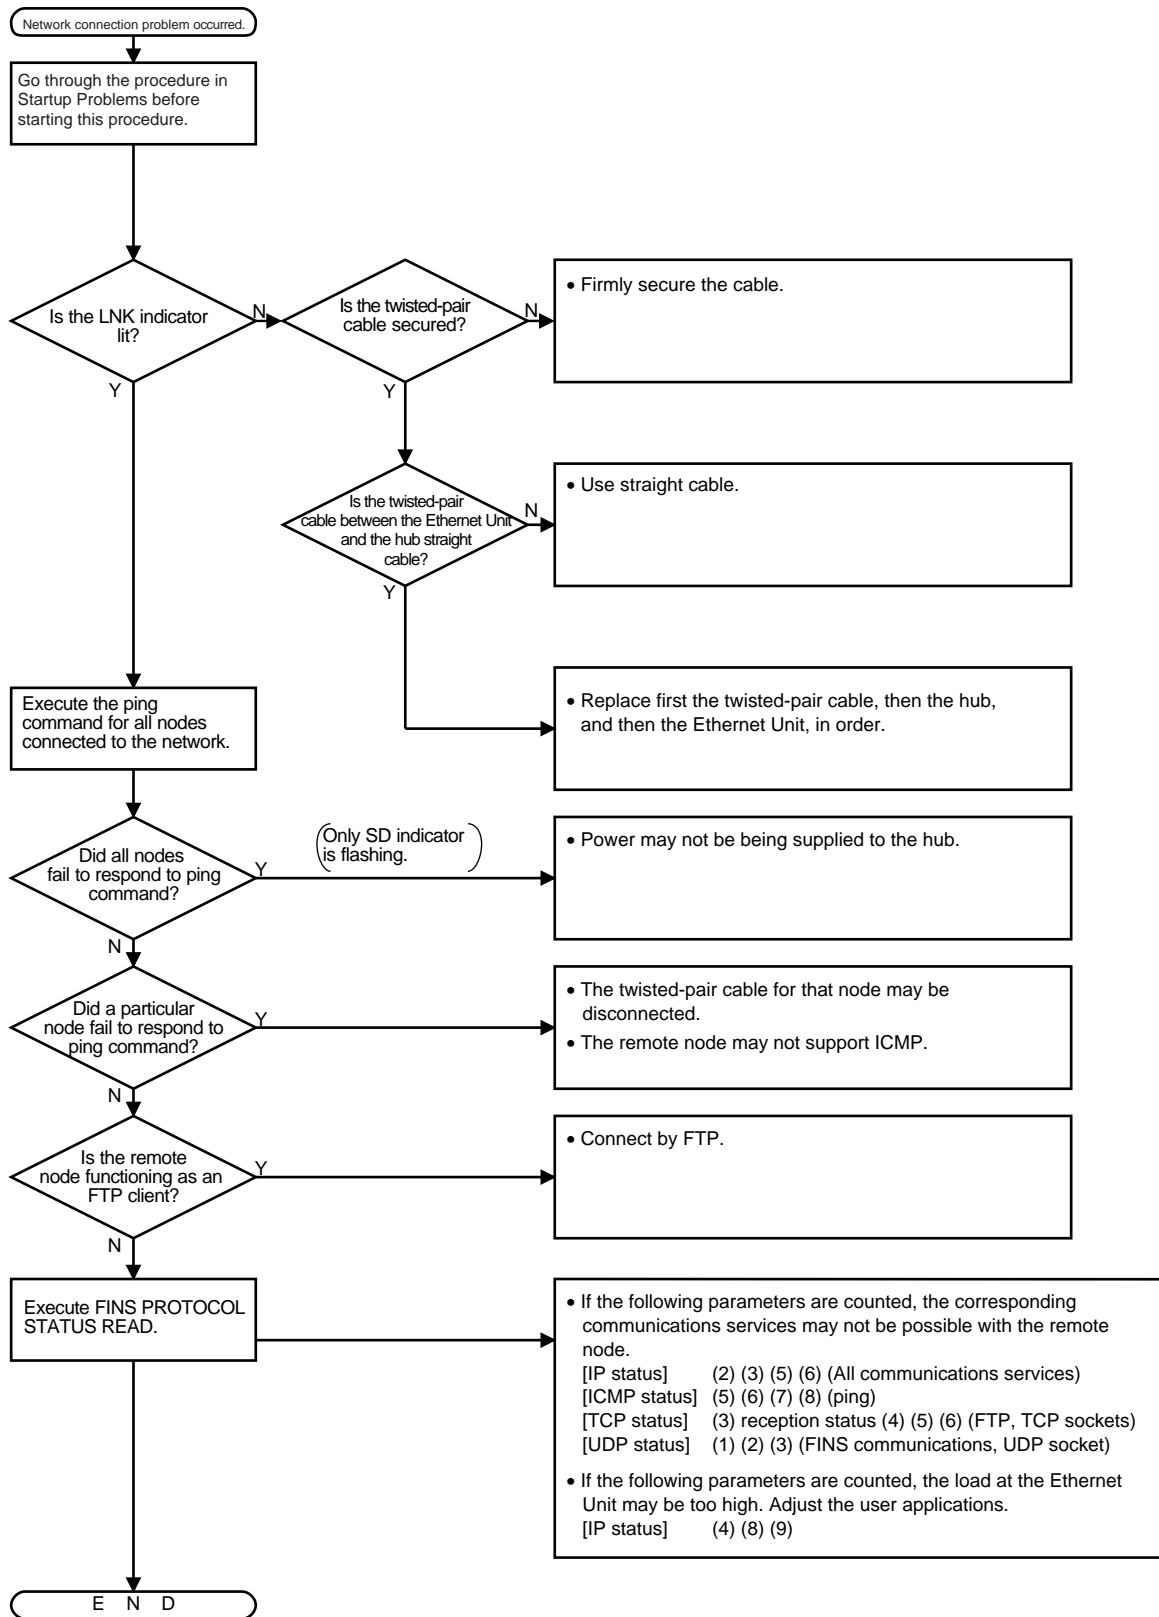 Network connection problem occurred.
Go through the procedure in
Startup Problems before
starting this procedure.
Is the LNK indicator
lit?
N
Y
Is the twisted-pair
cable secured?
N
Y
• Firmly secure the cable.
Is the twisted-pair
cable between the Ethernet Unit
and the hub straight
cable?
N
Y
• Use straight cable.
• Replace first the twisted-pair cable, then the hub,
and then the Ethernet Unit, in order.
Execute the ping
command for all nodes
connected to the network.
Did all nodes
fail to respond to ping
command?
Y
N
(Only SD indicator
is flashing.)
• Power may not be being supplied to the hub.
Did a particular
node fail to respond to
ping command?
Y
N
• The twisted-pair cable for that node may be
disconnected.
• The remote node may not support ICMP.
Is the remote
node functioning as an
FTP client?
Y
N
• Connect by FTP.
Execute FINS PROTOCOL
STATUS READ.
• If the following parameters are counted, the corresponding
communications services may not be possible with the remote
node.
[IP status] (2) (3) (5) (6) (All communications services)
[ICMP status] (5) (6) (7) (8) (ping)
[TCP status] (3) reception status (4) (5) (6) (FTP, TCP sockets)
[UDP status] (1) (2) (3) (FINS communications, UDP socket)
• If the following parameters are counted, the load at the Ethernet
Unit may be too high. Adjust the user applications.
[IP status] (4) (8) (9)
E N D